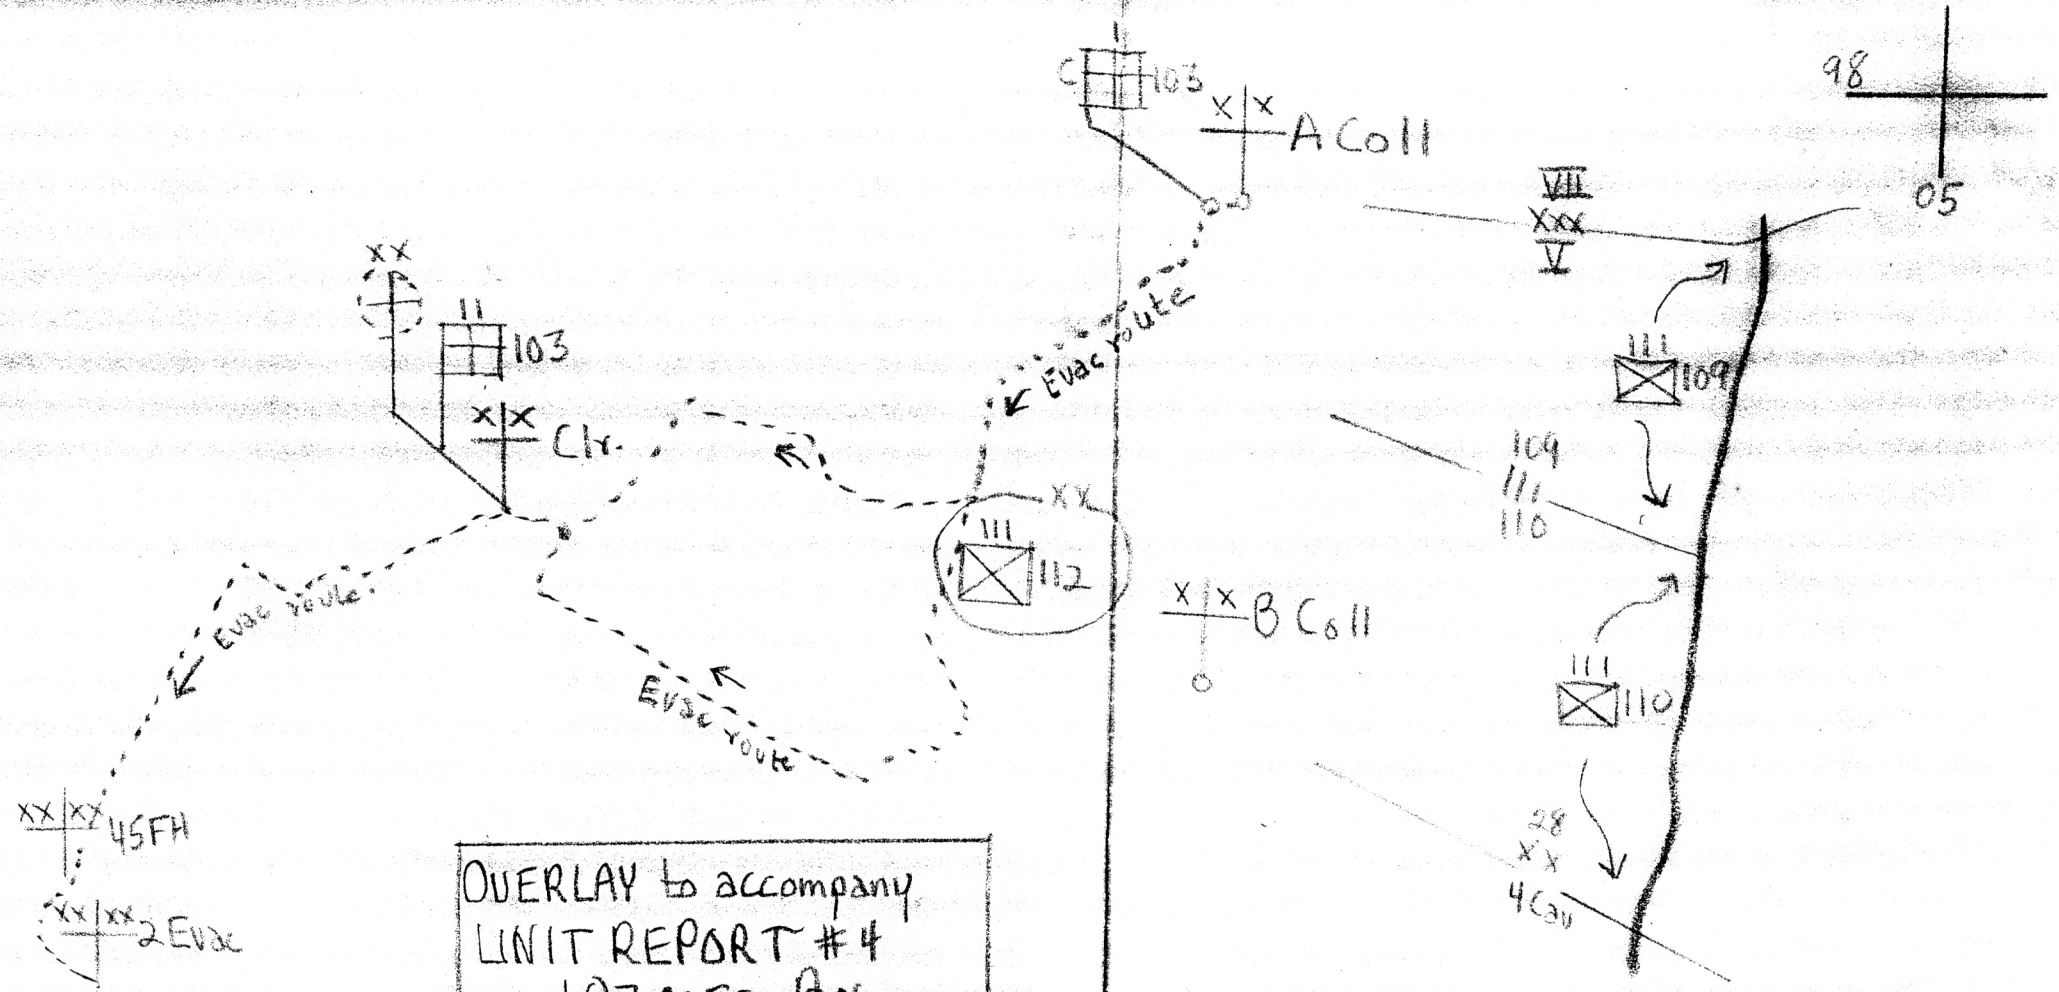 C 103
X X A Coll
98
05
VII
XXX
V
XX
II
103
X X Clr.
Evac route
III
109
109
III
110
XX
III
112
X X B Coll
Evac route
Evac route
III
110
XX XX 45FH
XX XX 2 Evac
28
XX
4 Cav
OVERLAY to accompany
UNIT REPORT #4